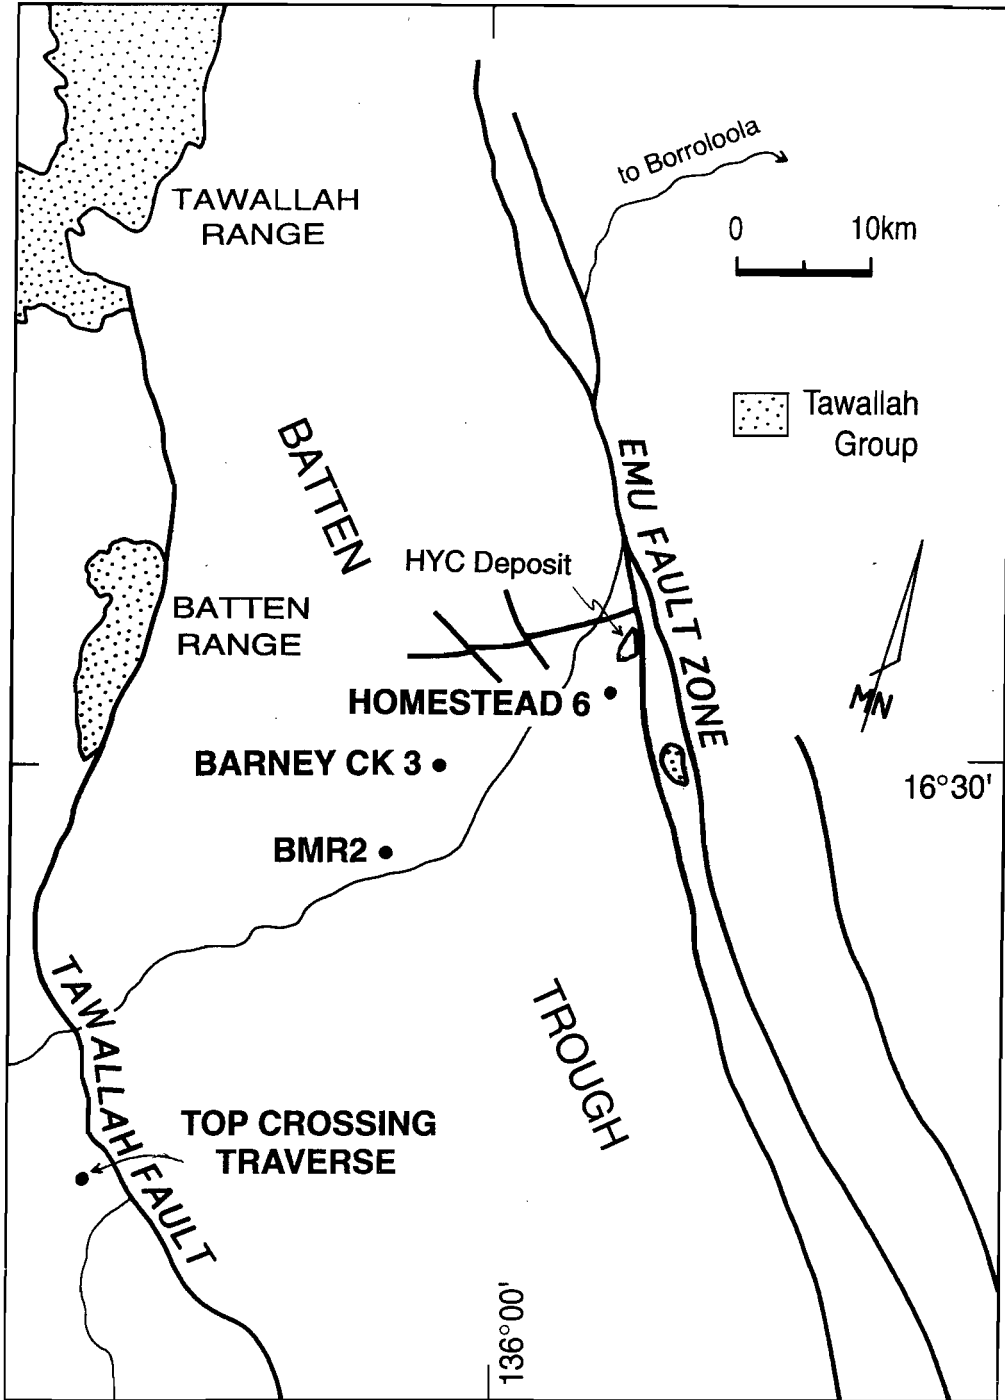 to Borroloola
TAWALLAH
RANGE
0 10km
Tawallah
Group
BATTEN
EMU FAULT ZONE
HYC Deposit
BATTEN
RANGE
HOMESTEAD 6
MN
BARNEY CK 3
16°30'
BMR2
TAWALLAH FAULT
TROUGH
TOP CROSSING
TRAVERSE
136°00'